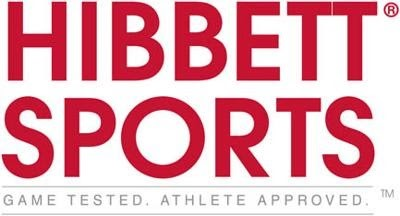 HIBBETT®
SPORTS
GAME TESTED. ATHLETE APPROVED. ™